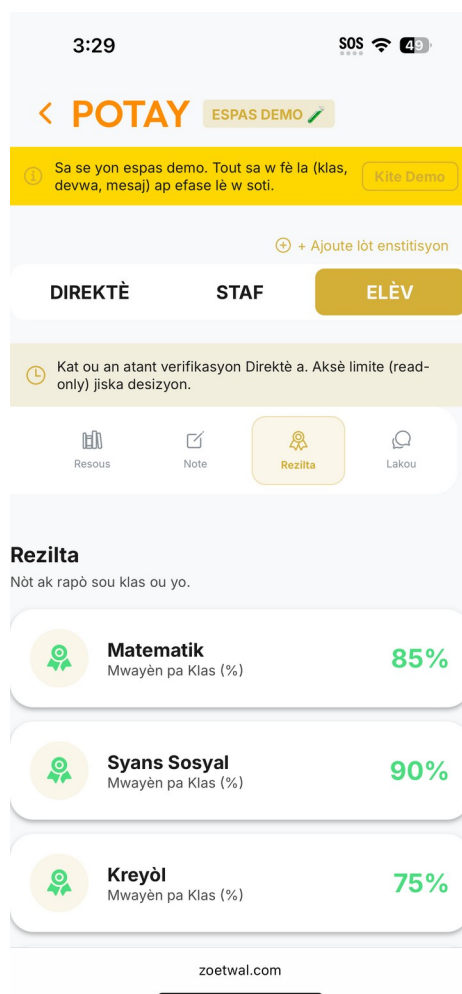 3:29
SOS
49
POTAY
ESPAS DEMO
Sa se yon espas demo. Tout sa w fè la (klas,
devwa, mesaj) ap efase lè w soti.
Kite Demo
+ Ajoute lòt enstitisyon
DIREKTÈ
STAF
ELÈV
Kat ou an atant verifikasyon Direktè a. Aksè limite (read-
only) jiska desizyon.
Resous
Note
Rezilta
Lakou
Rezilta
Nòt ak rapò sou klas ou yo.
Matematik
Mwayèn pa Klas (%)
85%
Syans Sosyal
Mwayèn pa Klas (%)
90%
Kreyòl
Mwayèn pa Klas (%)
75%
zoetwal.com